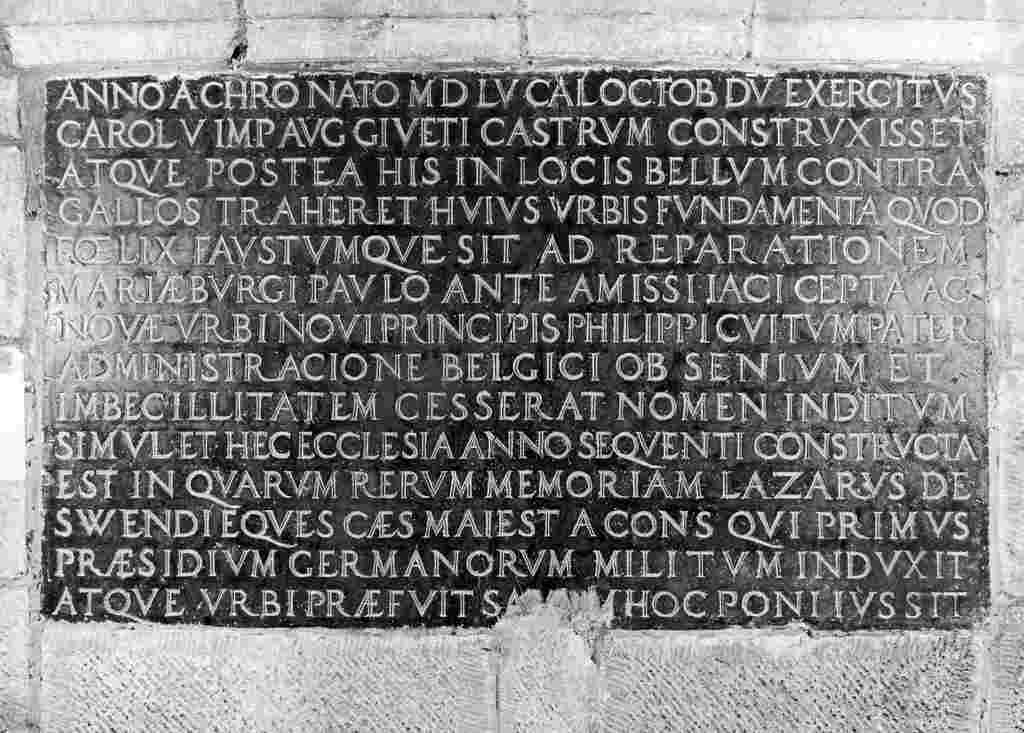 ANNO A CHRO NATO M D LV CAL OCTOB DV EXERCITVS
CAROL V IMP AVG GIVETI CASTRVM CONSTRVXISSET
ATQVE POSTEA HIS IN LOCIS BELLVM CONTRA
GALLOS TRAHERET HVIVS VRBIS FVNDAMENTA QVOD
FŒLIX FAVSTVMQVE SIT AD REPARATIONEM
MARIÆBVRGI PAVLO ANTE AMISSI IACI CEPTA AC
NOVÆ VRBI NOVI PRINCIPIS PHILIPPI CVI TVM PATER
ADMINISTRACIONE BELGICI OB SENIVM ET
IMBECILLITATEM CESSERAT NOMEN INDITVM
SIMVL ET HEC ECCLESIA ANNO SEQVENTI CONSTRVCTA
EST IN QVARVM RERVM MEMORIAM LAZARVS DE
SWENDI EQVES CÆS MAIEST A CONS QVI PRIMVS
PRÆSIDIVM GERMANORVM MILITVM INDVXIT
ATQVE VRBI PRÆFVIT HOC PONI IVSSIT